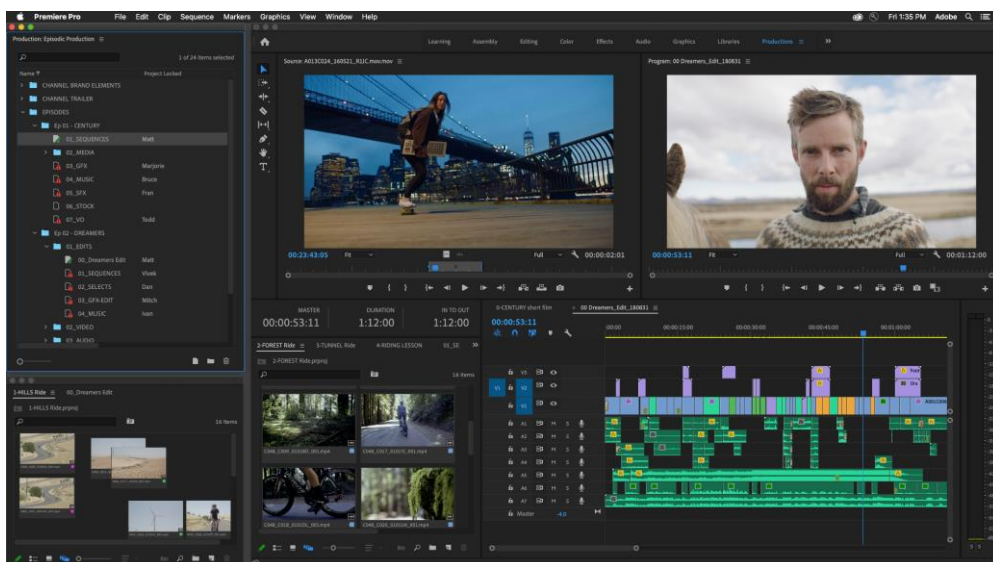 Premiere Pro File Edit Clip Sequence Markers Graphics View Window Help
Fri 1:35 PM Adobe
Production: Episodic Production
1 of 24 items selected
Name Project Locked
CHANNEL BRAND ELEMENTS
CHANNEL TRAILER
EPISODES
Ep 01 - CENTURY
01_SEQUENCES Matt
02_MEDIA
03_GFX Marjorie
04_MUSIC Bruce
05_SFX Fran
06_STOCK
07_VO Todd
Ep 02 - DREAMERS
01_EDITS
00_Dreamers Edit Matt
01_SEQUENCES Vivek
02_SELECTS Dan
03_GFX-EDIT Mitch
04_MUSIC Ivan
02_VIDEO
03_AUDIO
Learning Assembly Editing Color Effects Audio Graphics Libraries Productions
Source: A013C024_160521_R1JC.mov.mov
00:23:43:05 Fit Full 00:00:02:01
Program: 00 Dreamers_Edit_180831
00:00:53:11 Fit Full 00:01:12:00
MASTER DURATION IN TO OUT
00:00:53:11 1:12:00 1:12:00
2-FOREST Ride 3-TUNNEL Ride 4-RIDING LESSON 01_SE
2-FOREST Ride.prproj
16 items
1-HILLS Ride 00_Dreamers Edit
1-HILLS Ride.prproj
16 items
0-CENTURY short film 00 Dreamers_Edit_180831
00:00:53:11
:00:00 00:00:15:00 00:00:30:00 00:00:45:00 00:01:00:00
V3
V1 V2
V1
A1 M S
A2 M S
A3 M S
A4 M S
A5 M S
A6 M S
A7 M S
Master -4.0
S S